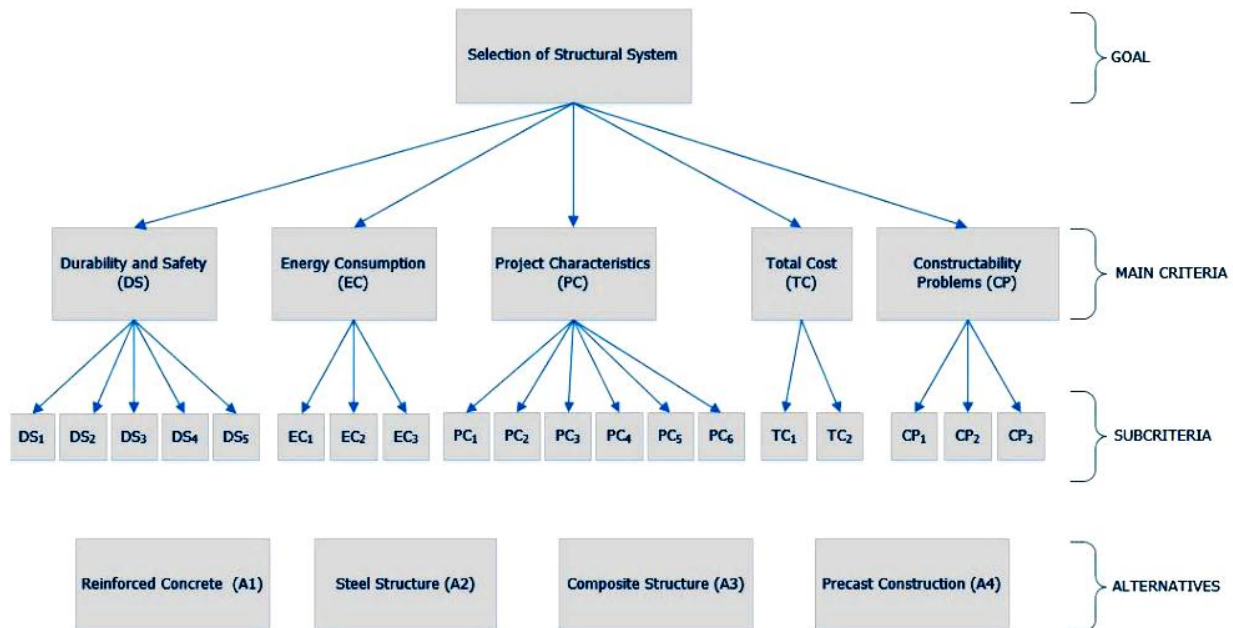 Selection of Structural System
GOAL
Durability and Safety
(DS)
Energy Consumption
(EC)
Project Characteristics
(PC)
Total Cost
(TC)
Constructability
Problems (CP)
MAIN CRITERIA
DS₁ DS₂ DS₃ DS₄ DS₅ EC₁ EC₂ EC₃ PC₁ PC₂ PC₃ PC₄ PC₅ PC₆ TC₁ TC₂ CP₁ CP₂ CP₃
SUBCRITERIA
Reinforced Concrete (A1)
Steel Structure (A2)
Composite Structure (A3)
Precast Construction (A4)
ALTERNATIVES